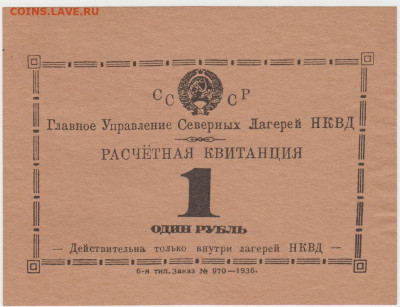 COINS.LAVE.RU
СССР
Главное Управление Северных Лагерей НКВД
РАСЧЁТНАЯ КВИТАНЦИЯ
1
ОДИН РУБЛЬ
— Действительна только внутри лагерей НКВД —
6-я тип. Заказ № 970—1936.